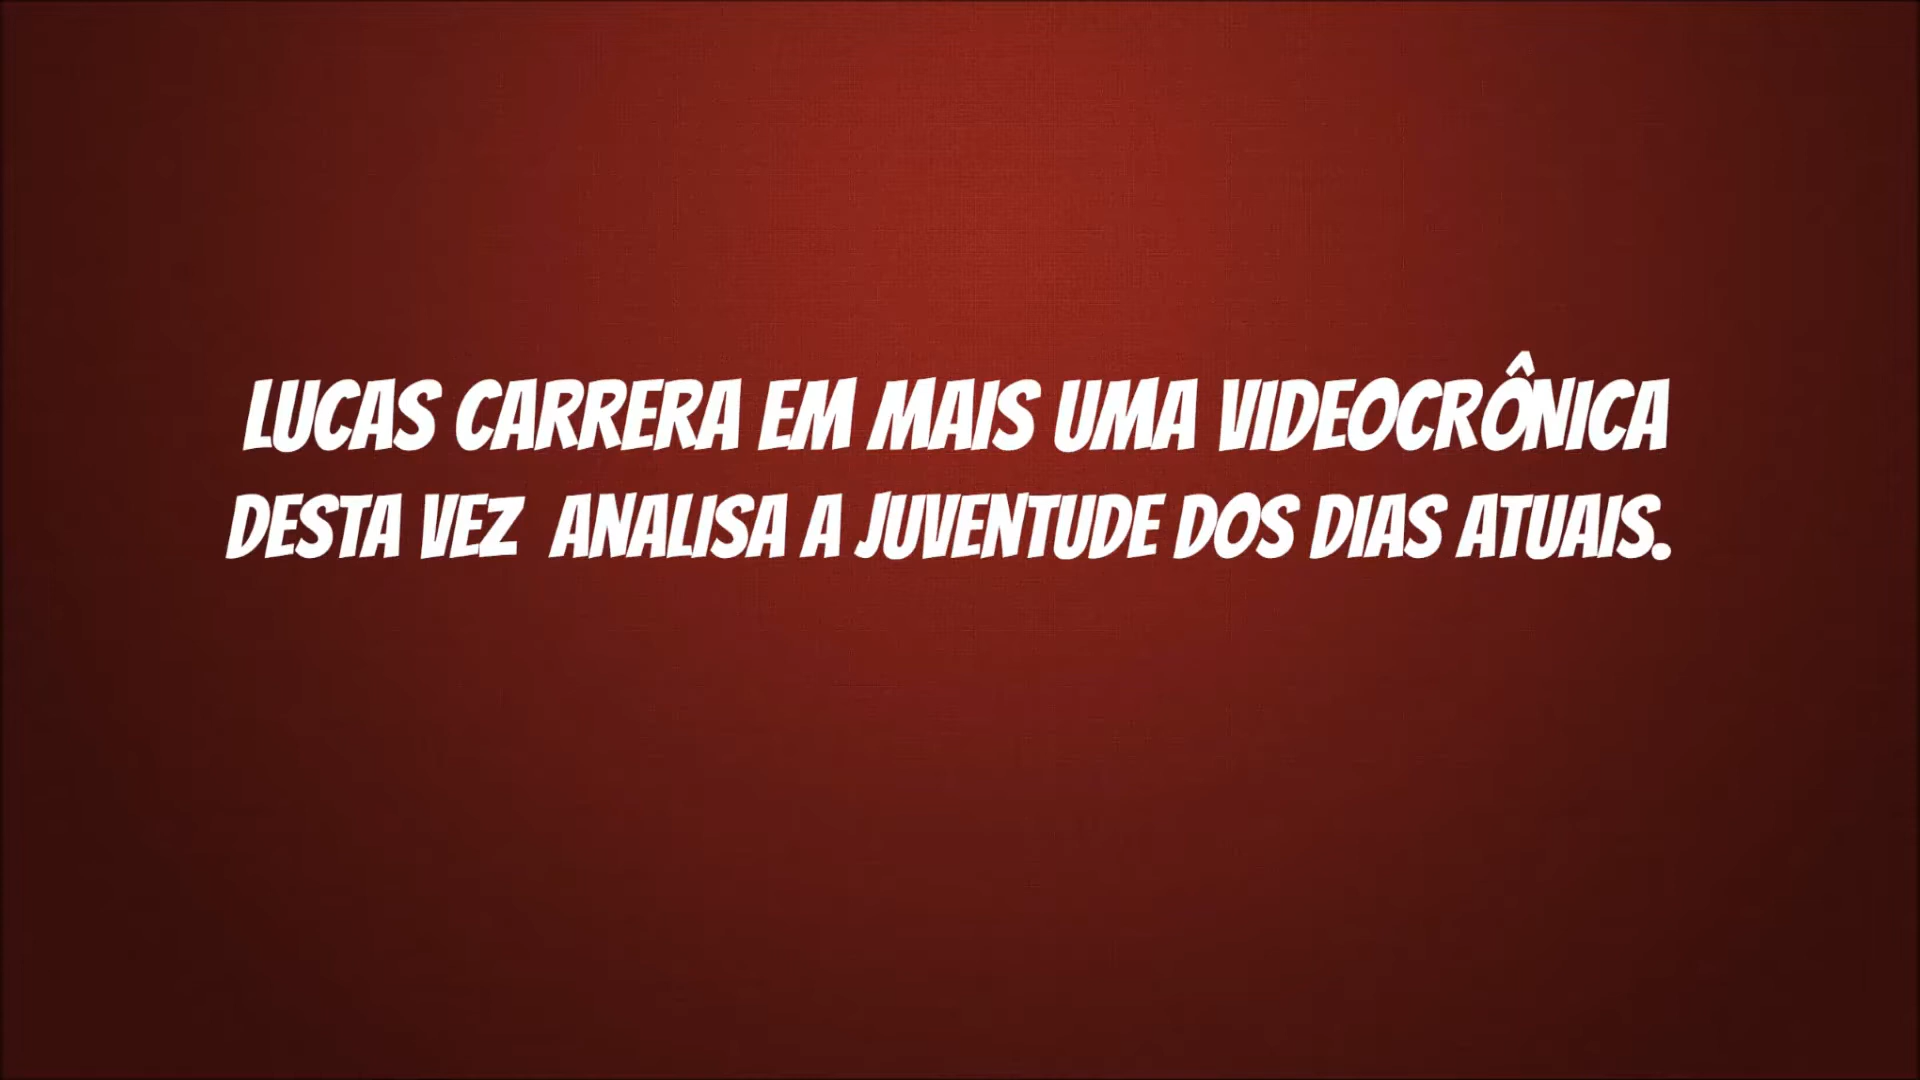 LUCAS CARRERA EM MAIS UMA VIDEOCRÔNICA
DESTA VEZ  ANALISA A JUVENTUDE DOS DIAS ATUAIS.